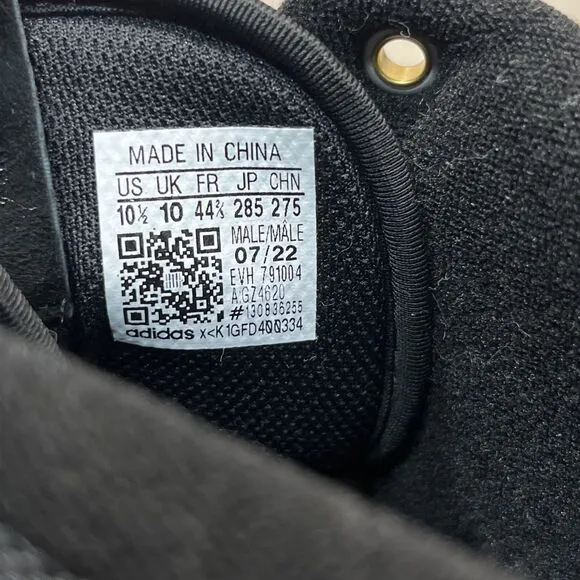 MADE IN CHINA
US UK FR JP CHN
10½ 10 44⅔ 285 275
MALE/MÂLE
07/22
EVH 791004
A:GZ4620
#130836255
adidas x<K1GFD400334